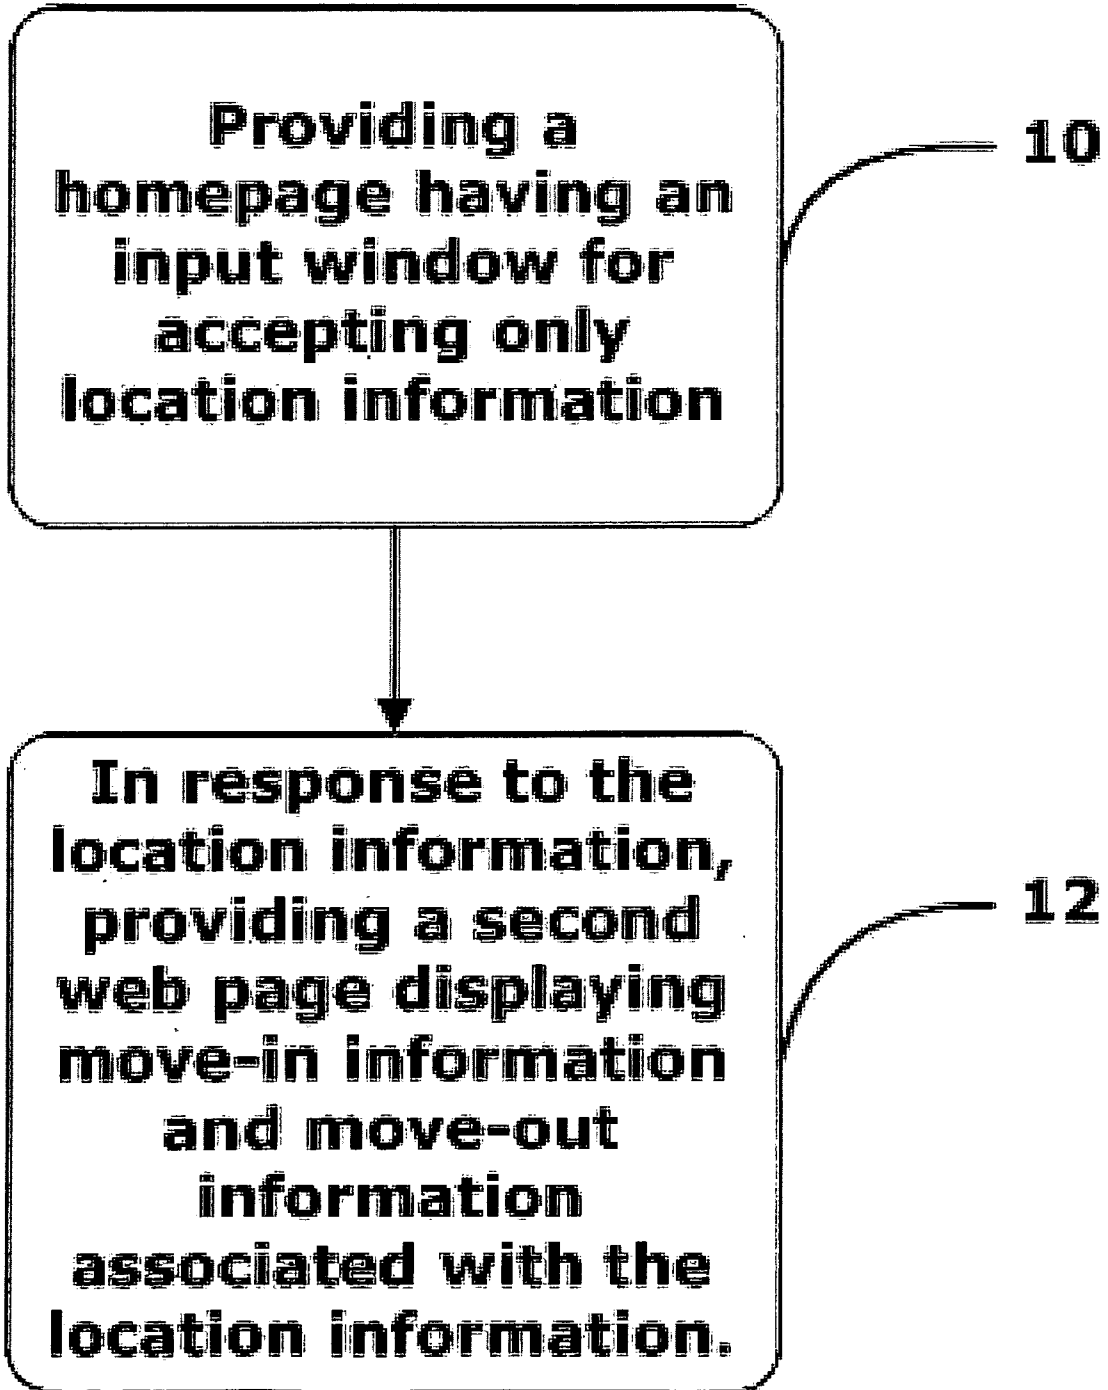 Providing a
homepage having an
input window for
accepting only
location information
10
In response to the
location information,
providing a second
web page displaying
move-in information
and move-out
information
associated with the
location information.
12